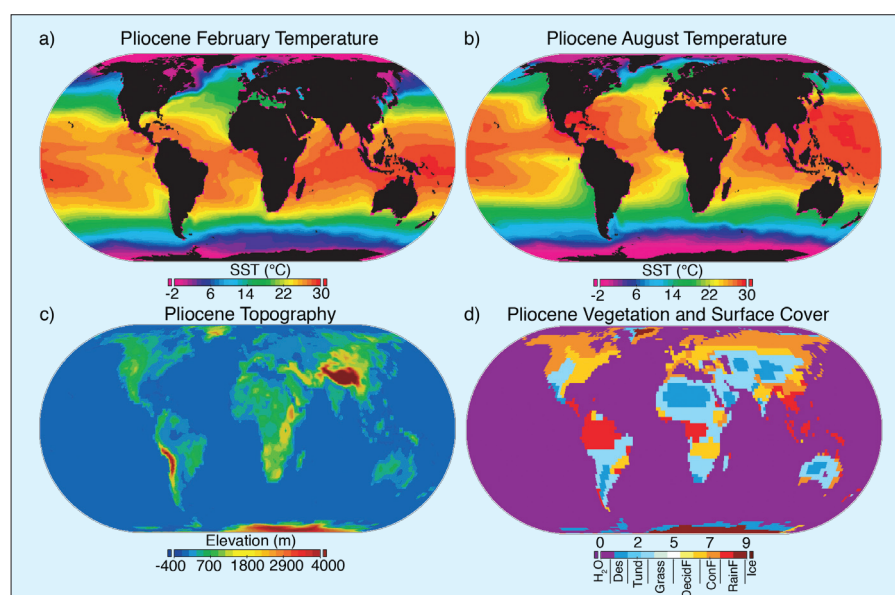 a) Pliocene February Temperature
b) Pliocene August Temperature
SST (°C)
-2 6 14 22 30
SST (°C)
-2 6 14 22 30
c) Pliocene Topography
d) Pliocene Vegetation and Surface Cover
Elevation (m)
-400 700 1800 2900 4000
0 2 5 7 9
H₂O Des Tund Grass DecidF ConF RainF Ice